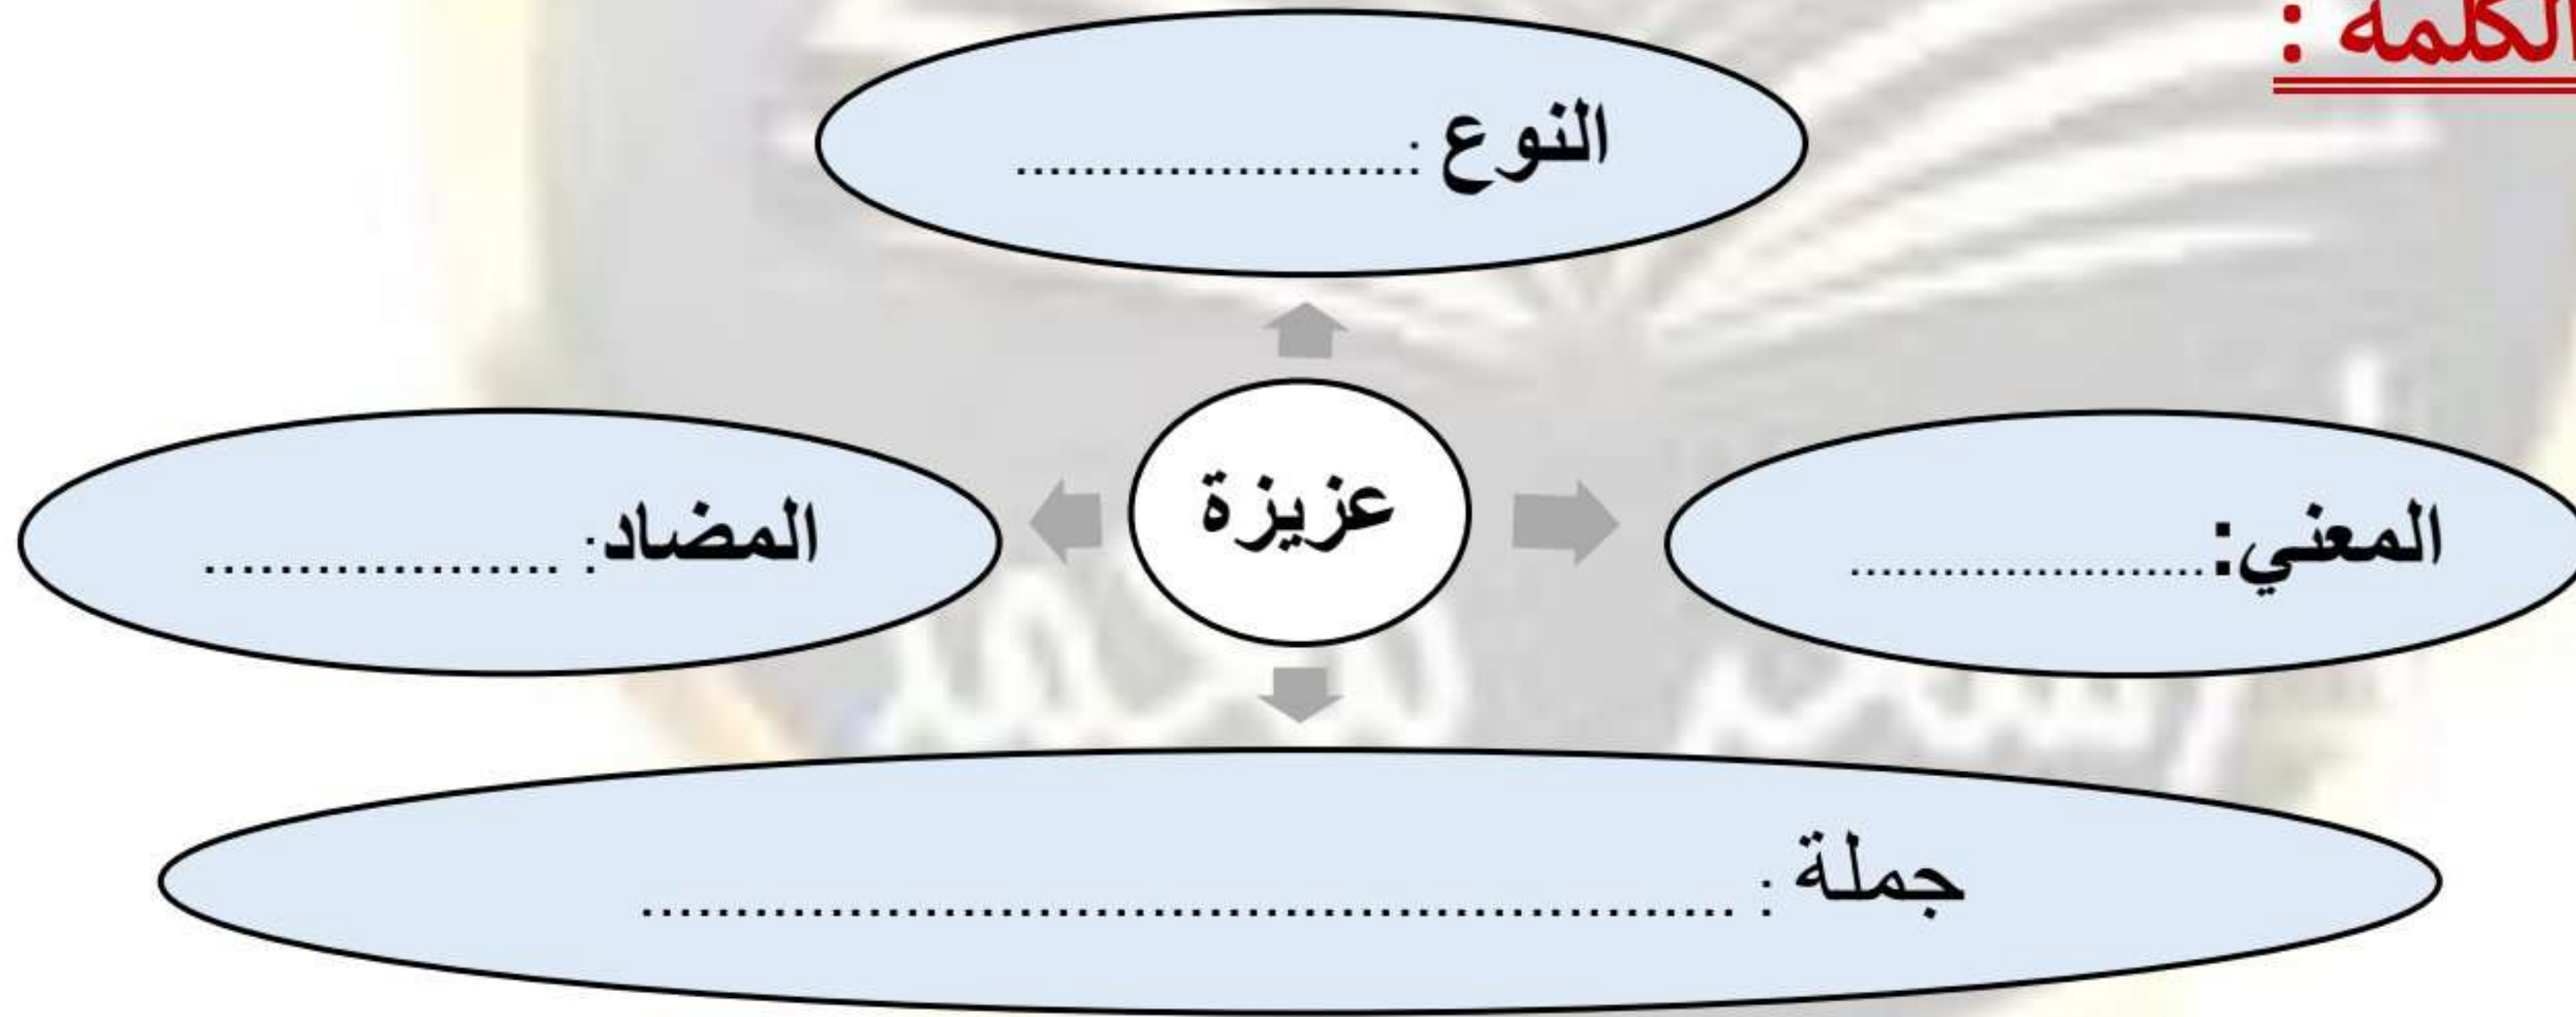 الكلمة :
النوع : ........................
المعني: ........................
عزيزة
المضاد: ...................
جملة : ..........................................................